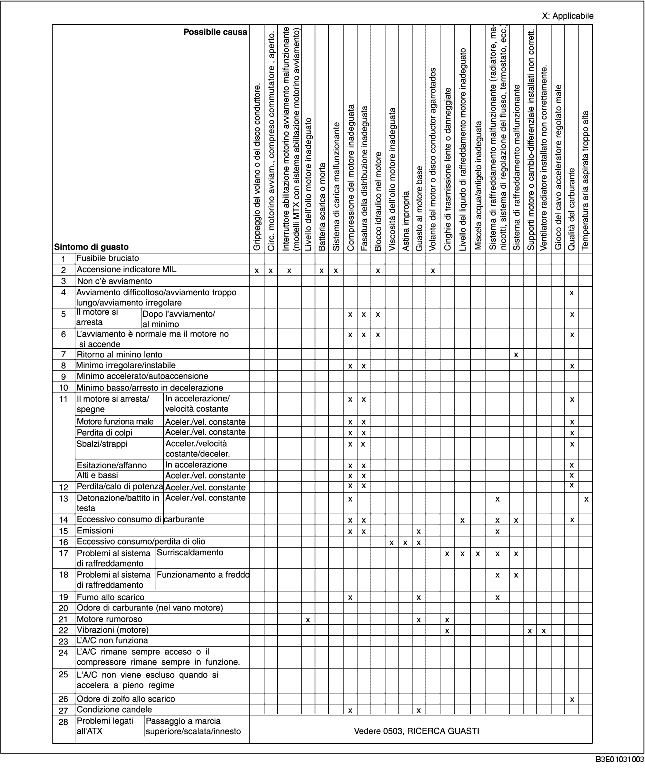 X: Applicabile
Possibile causa
Sintomo di guasto
Gripreaggio del voleno o del disco conduttore.
Circ. motorino avviam., compreso commutatore , aperto.
Interruttore abilitazione motorino avviamento malfunzionante
(modelli MTX con sistema abilitazione motorino avviamento)
Livello dell'olio motore inadeguato
Batteria scarica o morta
Sistema di carica malfunzionante
Compressione del motore inadeguata
Fasatura della distribuzione inadeguata
Blocco idraulico nel motore
Viscosità dell'olio motore inadeguata
Astina impropria
Guasto al motore base
Volante del motor o disco conductor agarrotados
Cinghie di trasmissione lente o danneggiate
Livello del liquido di raffreddamento motore inadeguato
Miscela acqua/antigelo inadeguata
Sistema di raffreddamento malfunzionante (radiatore, ma-
nicotti, sistema di regolazione del flusso, termostato, ecc.)
Sistema di raffreddamento malfunzionante
Supporti motore o cambio-differenziale installati non corrett.
Ventilatore radiatore installato non correttamente.
Gioco del cavo acceleratore regolato male
Qualità del carburante
Temperatura aria aspirata troppo alta
1 Fusibile bruciato
2 Accensione indicatore MIL x x x x x x x
3 Non c'è avviamento
4 Avviamento difficoltoso/avviamento troppo
lungo/avviamento irregolare x
5 Il motore si
arresta Dopo l'avviamento/
al minimo x x x x
6 L'avviamento è normale ma il motore no
si accende x x x x
7 Ritorno al minino lento x
8 Minimo irregolare/instabile x x x
9 Minimo accelerato/autoaccensione
10 Minimo basso/arresto in decelerazione
11 Il motore si arresta/
spegne In accelerazione/
velocità costante x x x
Motore funziona male Aceler./vel. constante x x x
Perdita di colpi Aceler./vel. constante x x x
Sbalzi/strappi Acceler./velocità
costante/deceler. x x x
Esitazione/affanno In accelerazione x x x
Alti e bassi Aceler./vel. constante x x x
12 Perdita/calo di potenza Aceler./vel. constante x x x
13 Detonazione/battito in
testa Aceler./vel. constante x x x
14 Eccessivo consumo di carburante x x x x x x
15 Emissioni x x x x
16 Eccessivo consumo/perdita di olio x x x
17 Problemi al sistema
di raffreddamento Surriscaldamento x x x x x
18 Problemi al sistema
di raffreddamento Funzionamento a freddo x x
19 Fumo allo scarico x x x
20 Odore di carburante (nel vano motore)
21 Motore rumoroso x x x
22 Vibrazioni (motore) x x x
23 L'A/C non funziona
24 L'A/C rimane sempre acceso o il
compressore rimane sempre in funzione.
25 L'A/C non viene escluso quando si
accelera a pieno regime
26 Odore di zolfo allo scarico x
27 Condizione candele x x
28 Problemi legati
all'ATX Passaggio a marcia
superiore/scalata/innesto Vedere 0503, RICERCA GUASTI
B3E01031003